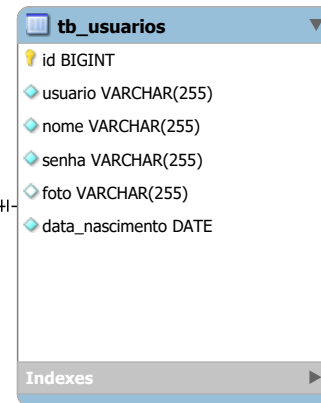 tb_usuarios
id BIGINT
usuario VARCHAR(255)
nome VARCHAR(255)
senha VARCHAR(255)
foto VARCHAR(255)
data_nascimento DATE
Indexes